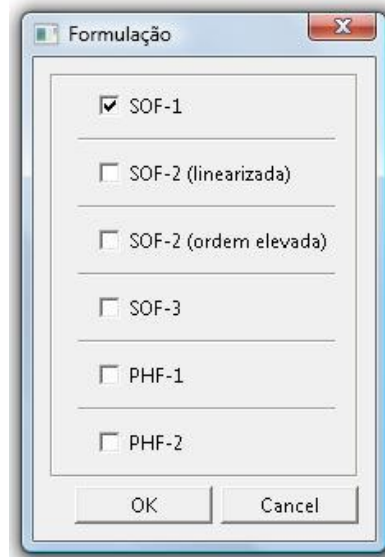 Formulação
SOF-1
SOF-2 (linearizada)
SOF-2 (ordem elevada)
SOF-3
PHF-1
PHF-2
OK Cancel